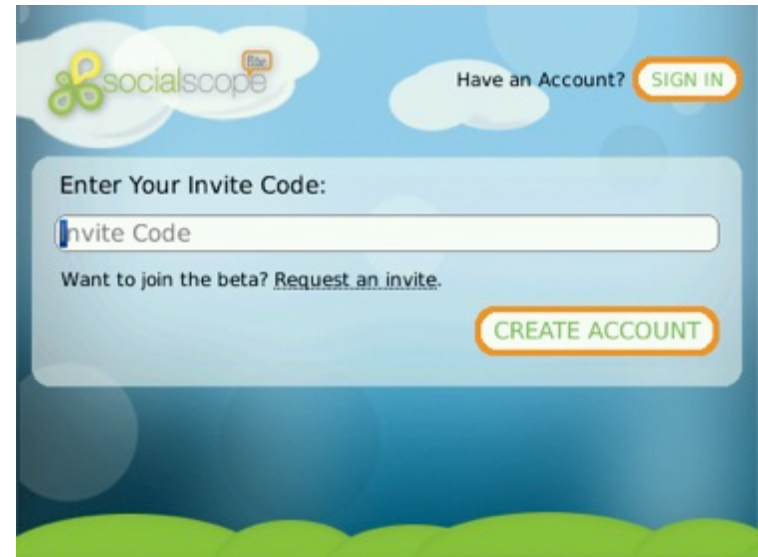 socialscope
Have an Account? SIGN IN
Enter Your Invite Code:
Invite Code
Want to join the beta? Request an invite.
CREATE ACCOUNT